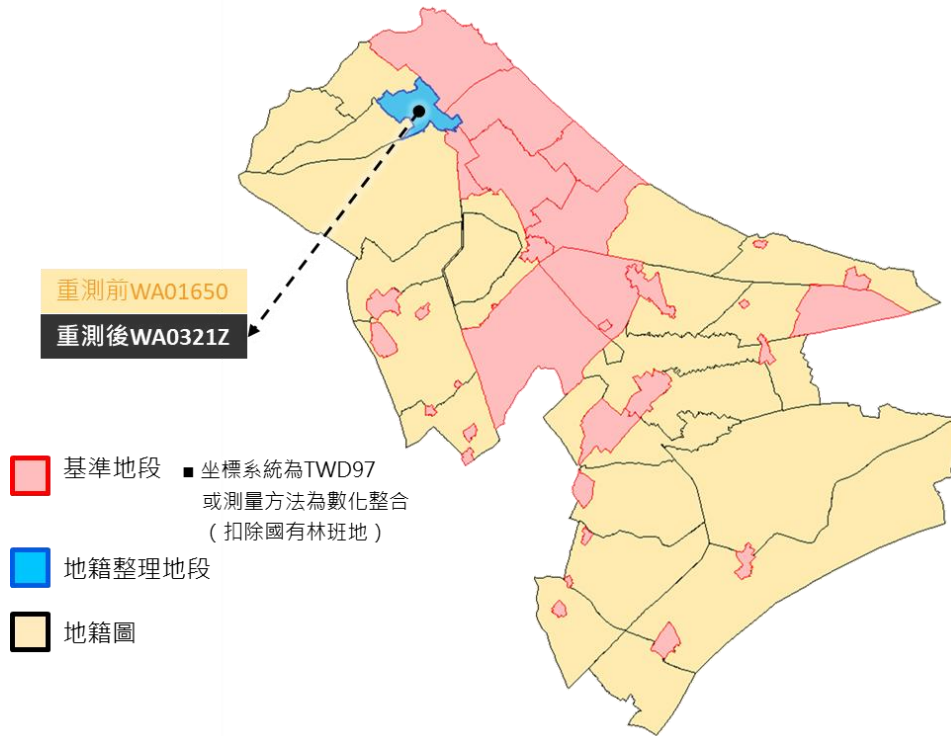 重測前WA01650
重測後WA0321Z
基準地段
■ 坐標系統為TWD97
或測量方法為數化整合
（扣除國有林班地）
地籍整理地段
地籍圖